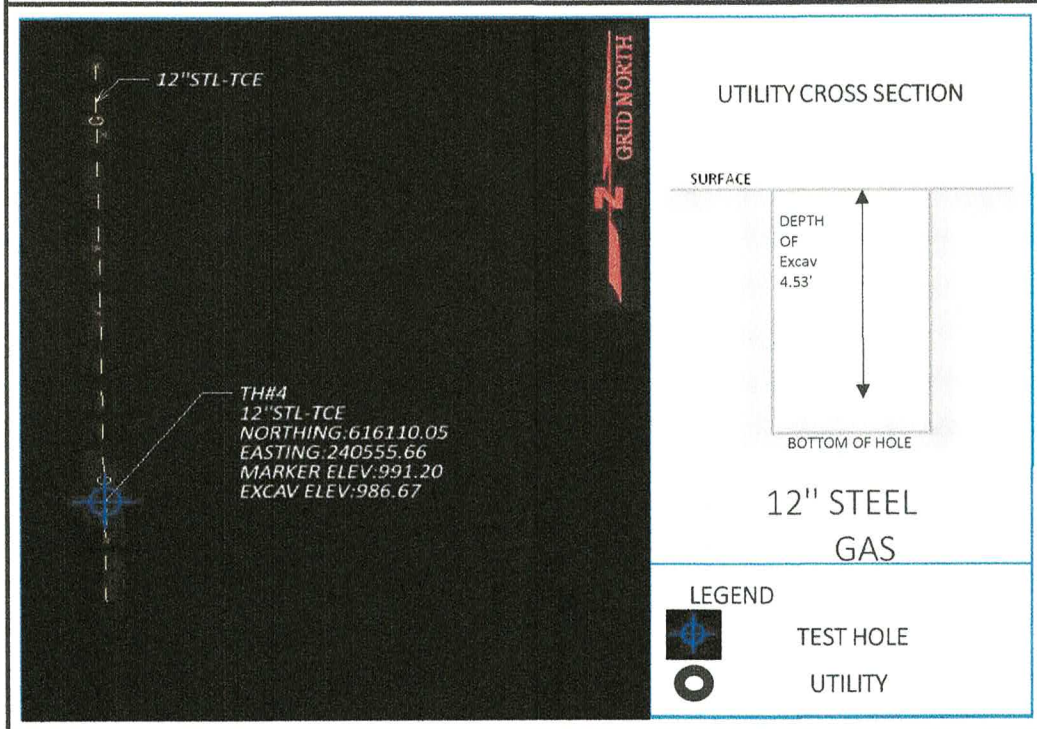 12"STL-TCE
G
GRID NORTH
N
TH#4
12"STL-TCE
NORTHING:616110.05
EASTING:240555.66
MARKER ELEV:991.20
EXCAV ELEV:986.67
UTILITY CROSS SECTION
SURFACE
DEPTH
OF
Excav
4.53'
BOTTOM OF HOLE
12" STEEL
GAS
LEGEND
TEST HOLE
UTILITY